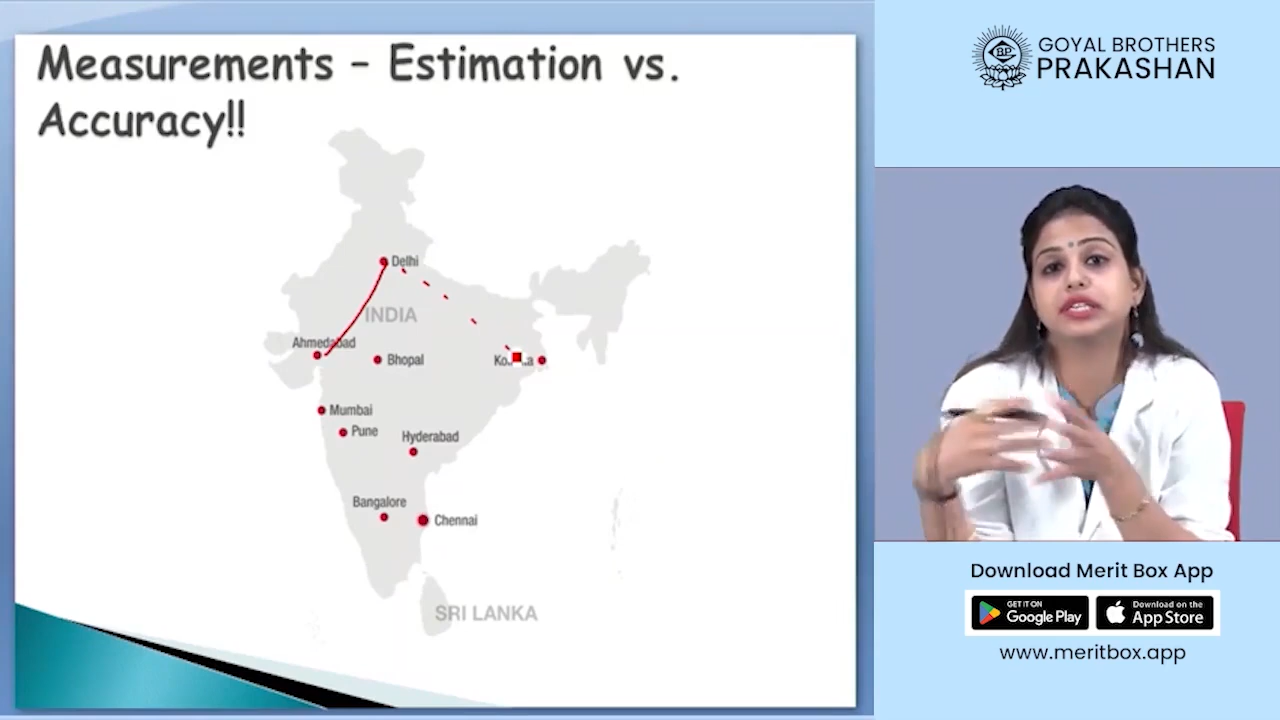 Measurements – Estimation vs.
Accuracy!!
Delhi
INDIA
Ahmedabad
Bhopal
Mumbai
Pune
Hyderabad
Bangalore
Chennai
SRI LANKA
BP
GOYAL BROTHERS
PRAKASHAN
Download Merit Box App
GET IT ON
Google Play
Download on the
App Store
www.meritbox.app